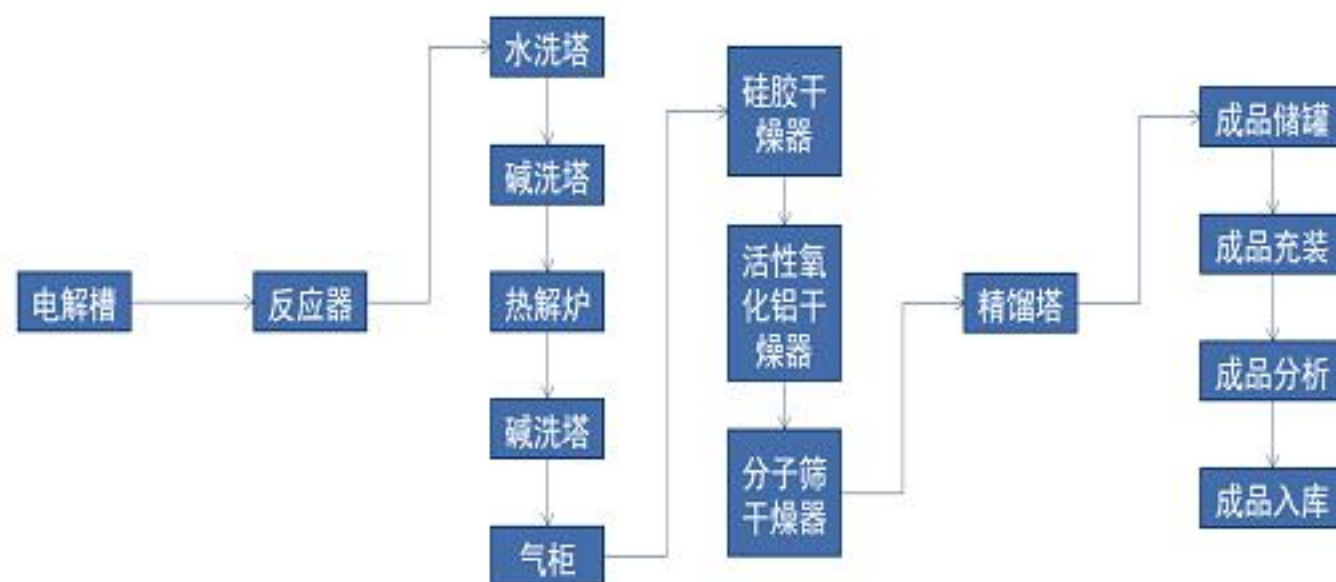 电解槽
反应器
水洗塔
碱洗塔
热解炉
碱洗塔
气柜
硅胶干
燥器
活性氧
化铝干
燥器
分子筛
干燥器
精馏塔
成品储罐
成品充装
成品分析
成品入库